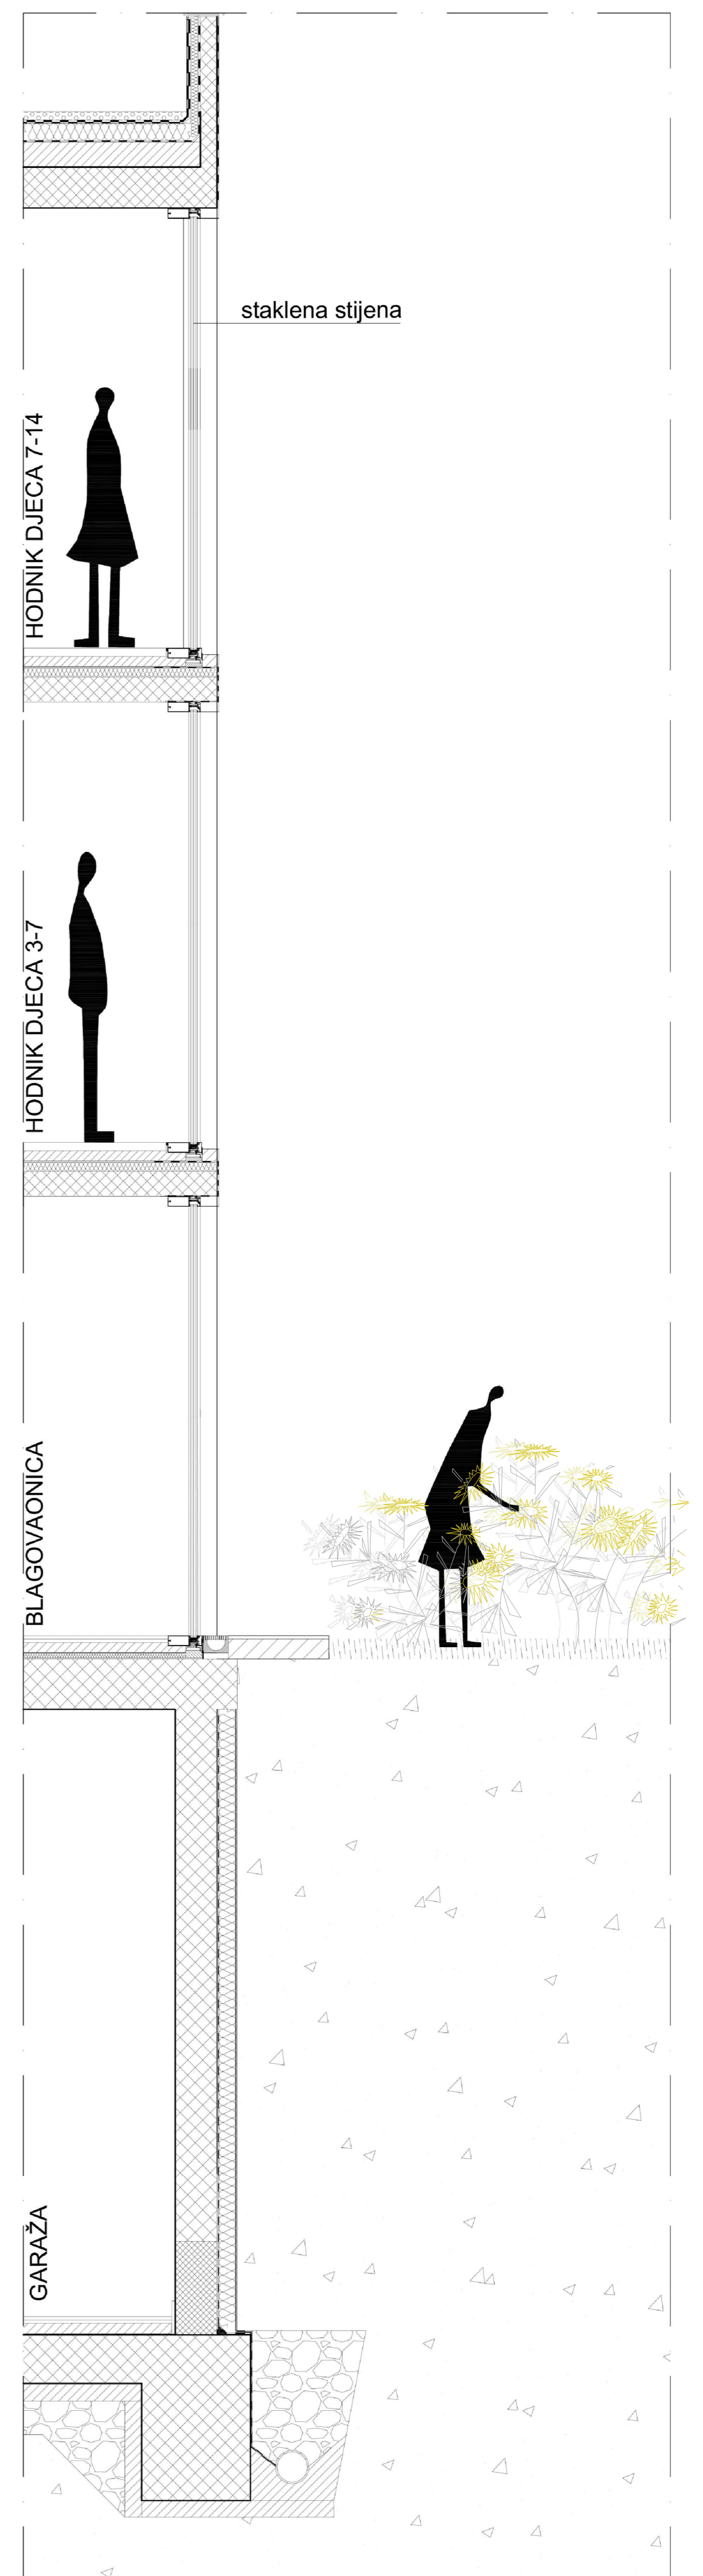 staklena stijena
HODNIK DJECA 7-14
HODNIK DJECA 3-7
BLAGOVAONICA
GARAŽA